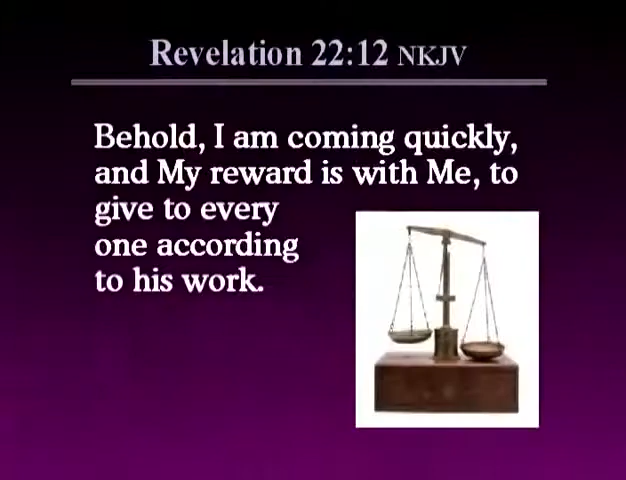 Revelation 22:12 NKJV
Behold, I am coming quickly,
and My reward is with Me, to
give to every
one according
to his work.